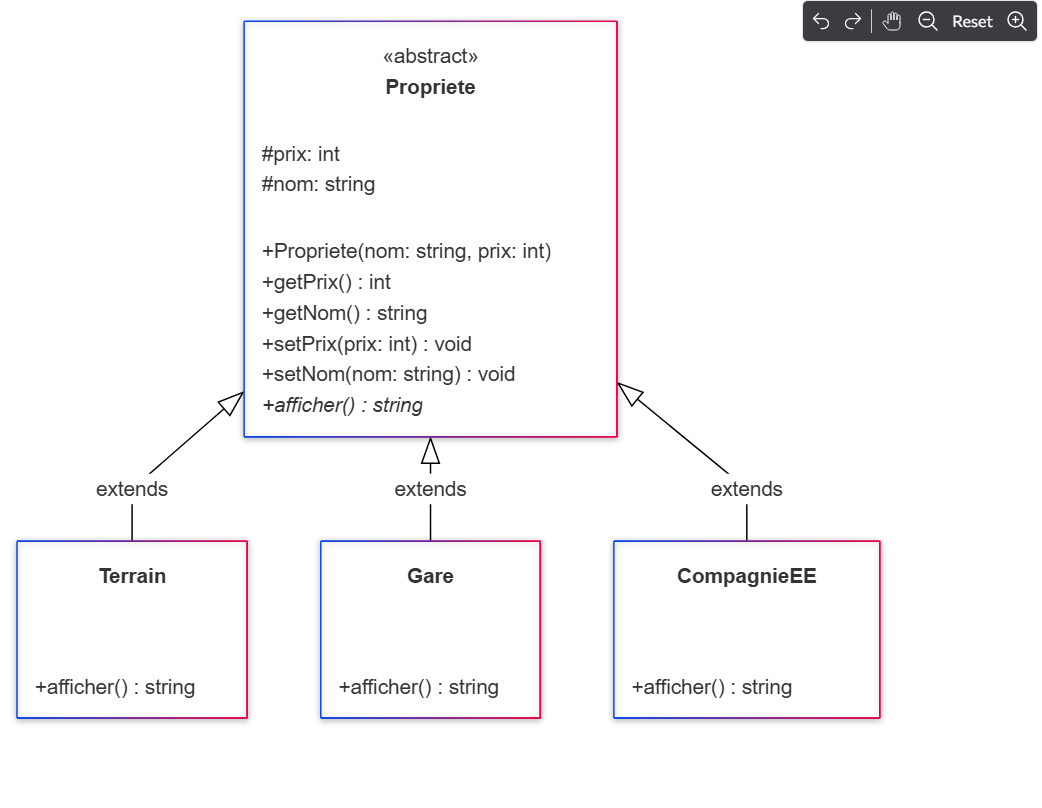 Reset
«abstract»
Propriete
#prix: int
#nom: string
+Propriete(nom: string, prix: int)
+getPrix() : int
+getNom() : string
+setPrix(prix: int) : void
+setNom(nom: string) : void
+afficher() : string
extends
extends
extends
Terrain
+afficher() : string
Gare
+afficher() : string
CompagnieEE
+afficher() : string